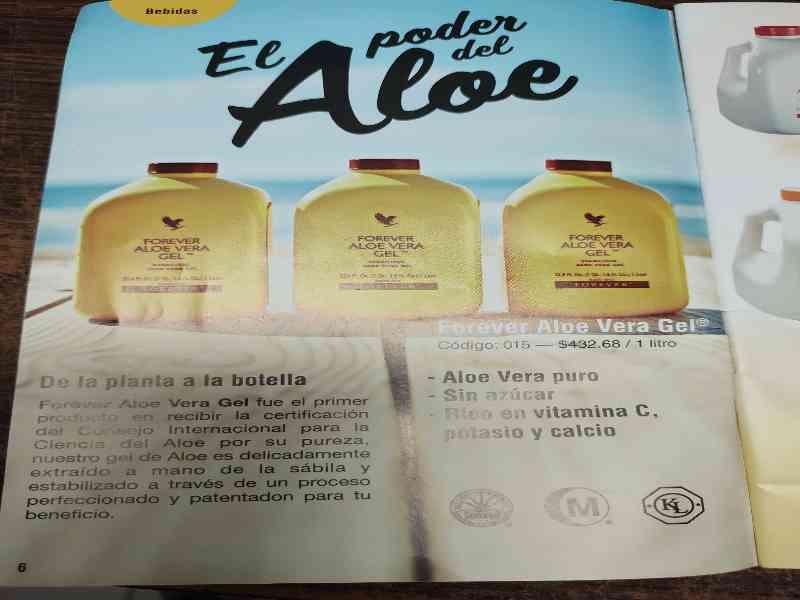 Bebidas
El poder
del
Aloe
FOREVER
ALOE VERA
GEL™
FOREVER
ALOE VERA
GEL™
FOREVER
ALOE VERA
GEL™
FOREVER
Forever Aloe Vera Gel®
Código: 015 — $432.68 / 1 litro
De la planta a la botella
Forever Aloe Vera Gel fue el primer
producto en recibir la certificación
del Consejo Internacional para la
Ciencia del Aloe por su pureza,
nuestro gel de Aloe es delicadamente
extraído a mano de la sábila y
estabilizado a través de un proceso
perfeccionado y patentadon para tu
beneficio.
- Aloe Vera puro
- Sin azúcar
- Rico en vitamina C,
potasio y calcio
M
KL
6